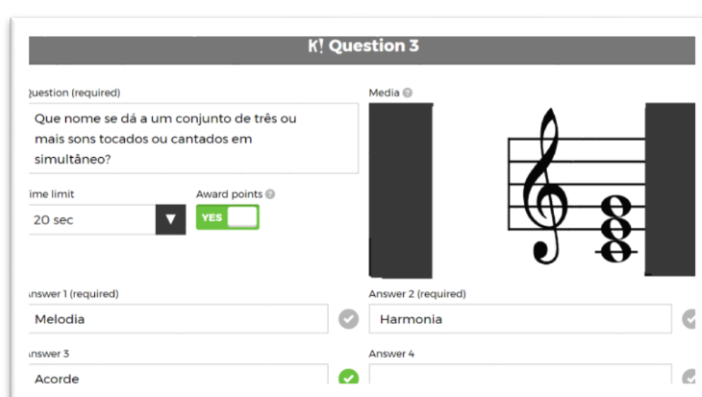 K! Question 3
Question (required)
Media
Que nome se dá a um conjunto de três ou
mais sons tocados ou cantados em
simultâneo?
ime limit
Award points
20 sec
YES
nswer 1 (required)
Answer 2 (required)
Melodia
Harmonia
nswer 3
Answer 4
Acorde